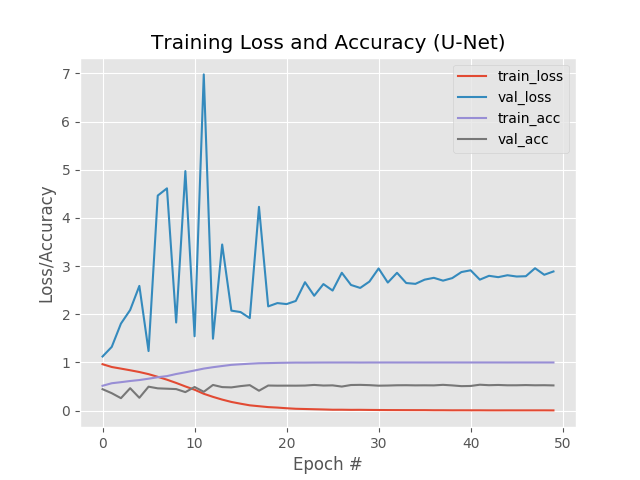 Training Loss and Accuracy (U-Net)
train_loss
val_loss
train_acc
val_acc
7
6
5
4
3
2
1
0
Loss/Accuracy
0 10 20 30 40 50
Epoch #